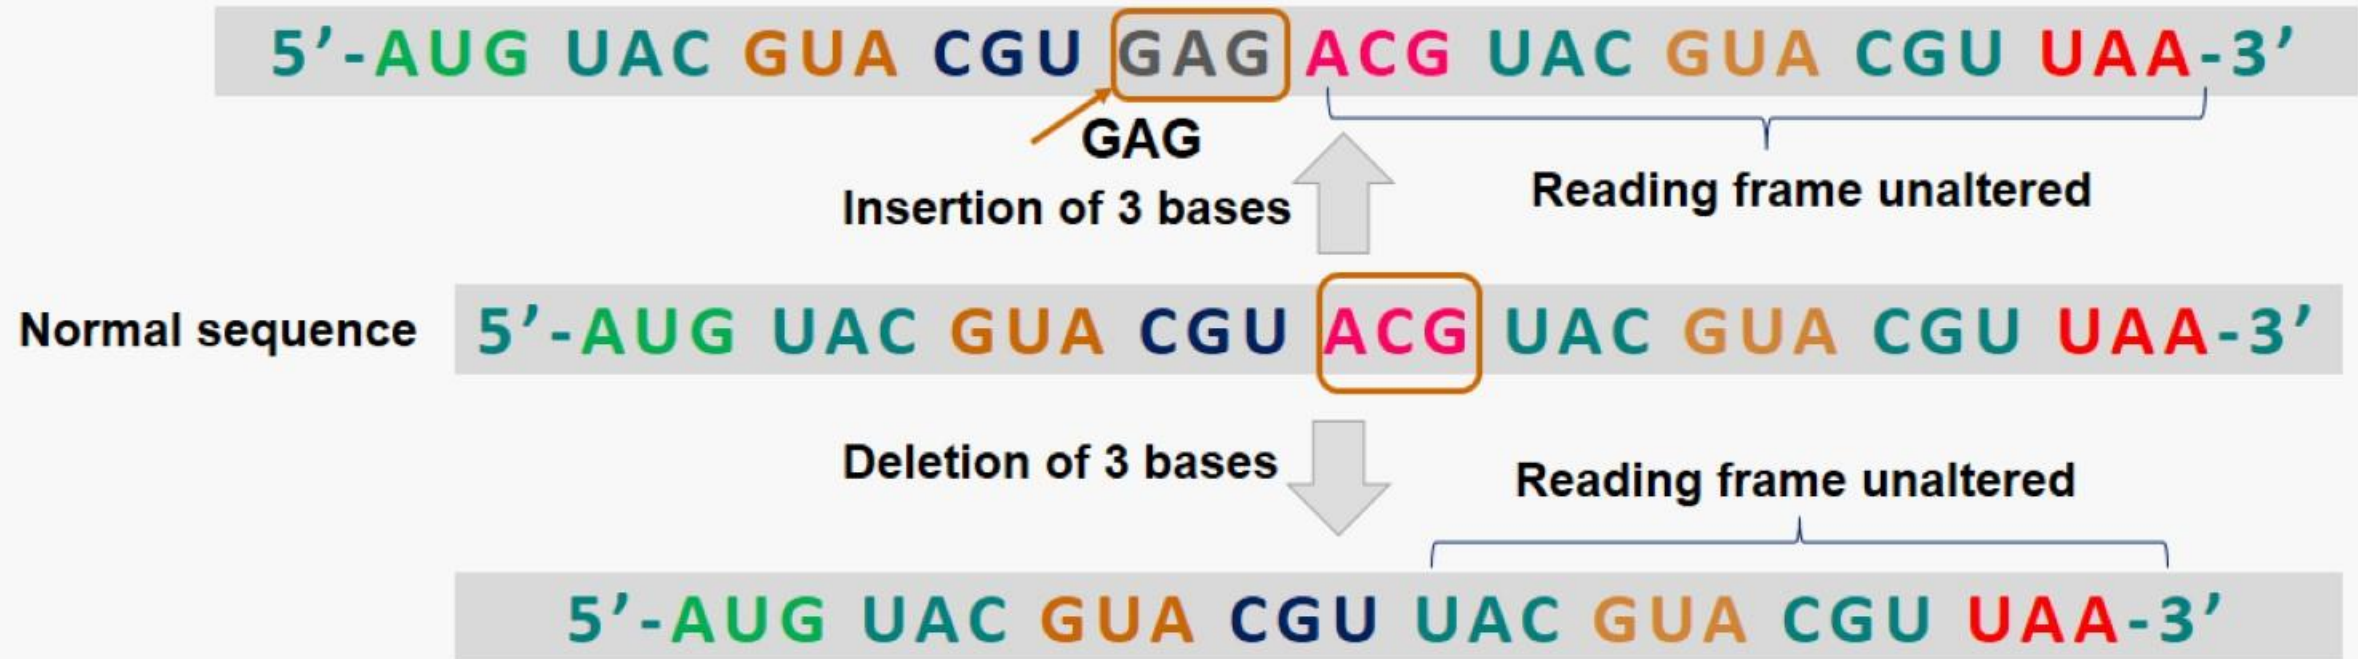 5’-AUG UAC GUA CGU GAG ACG UAC GUA CGU UAA-3’
GAG
Insertion of 3 bases
Reading frame unaltered
Normal sequence
5’-AUG UAC GUA CGU ACG UAC GUA CGU UAA-3’
Deletion of 3 bases
Reading frame unaltered
5’-AUG UAC GUA CGU UAC GUA CGU UAA-3’